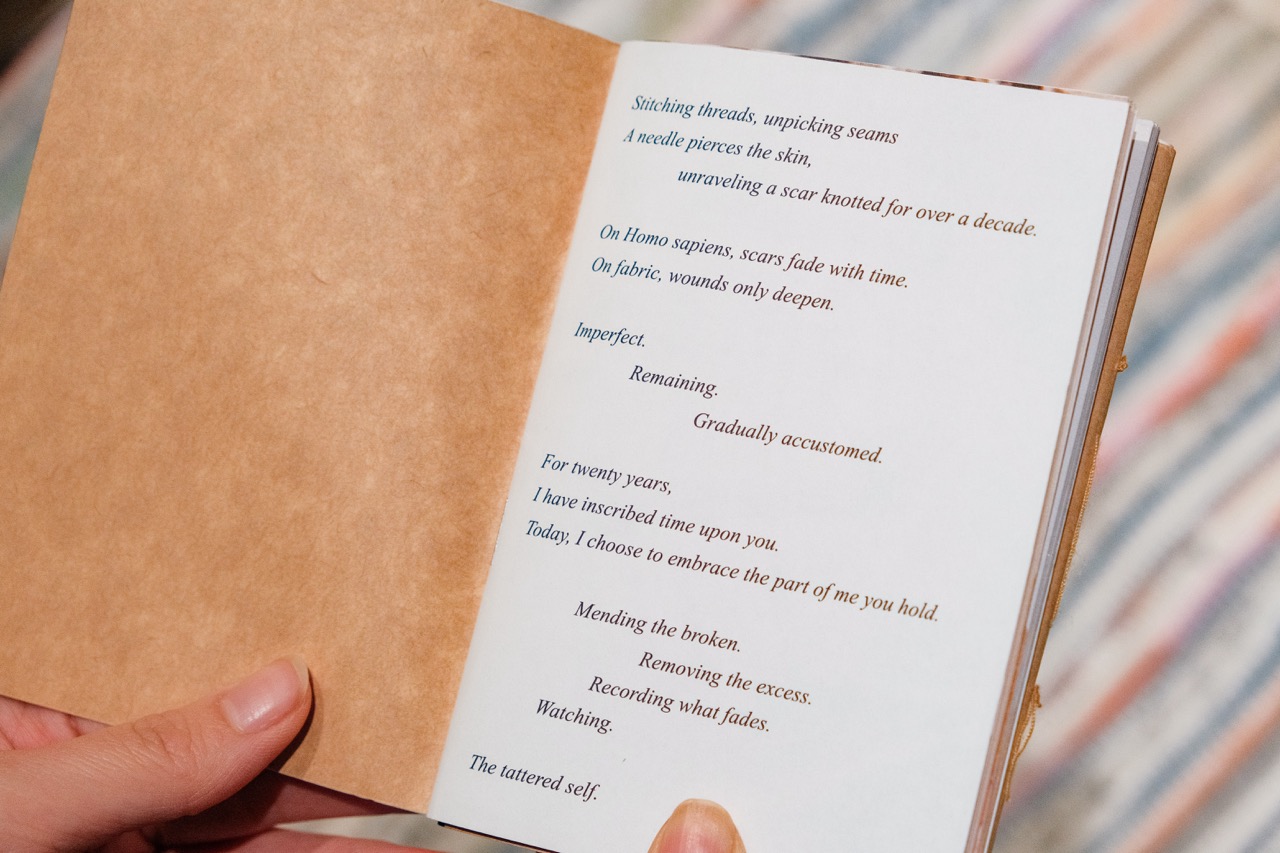 Stitching threads, unpicking seams
A needle pierces the skin,
unraveling a scar knotted for over a decade.
On Homo sapiens, scars fade with time.
On fabric, wounds only deepen.
Imperfect.
Remaining.
Gradually accustomed.
For twenty years,
I have inscribed time upon you.
Today, I choose to embrace the part of me you hold.
Mending the broken.
Removing the excess.
Recording what fades.
Watching.
The tattered self.